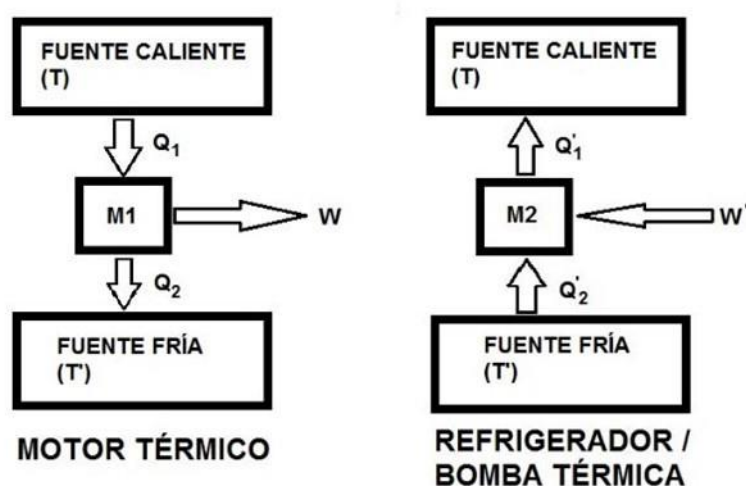 FUENTE CALIENTE
(T)
Q1
M1
W
Q2
FUENTE FRÍA
(T')
MOTOR TÉRMICO
FUENTE CALIENTE
(T)
Q'1
M2
W'
Q'2
FUENTE FRÍA
(T')
REFRIGERADOR /
BOMBA TÉRMICA